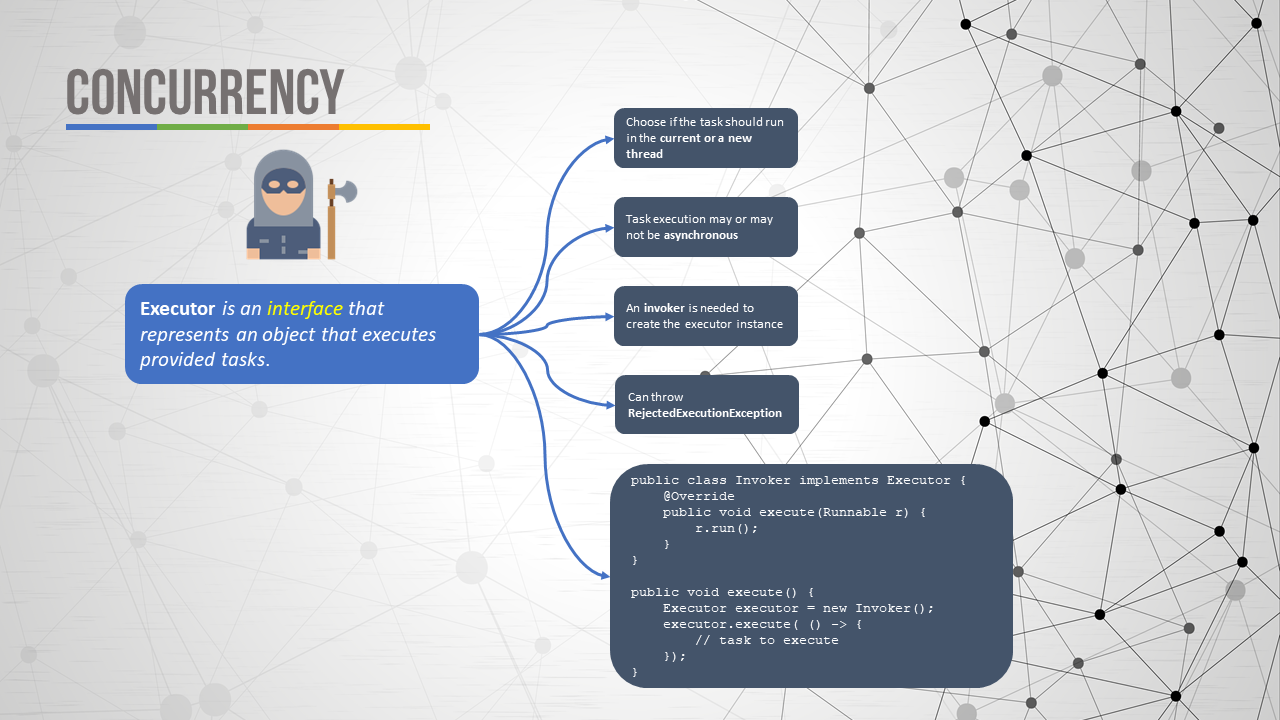 CONCURRENCY
Executor is an interface that
represents an object that executes
provided tasks.
Choose if the task should run
in the current or a new
thread
Task execution may or may
not be asynchronous
An invoker is needed to
create the executor instance
Can throw
RejectedExecutionException
public class Invoker implements Executor {
    @Override
    public void execute(Runnable r) {
        r.run();
    }
}

public void execute() {
    Executor executor = new Invoker();
    executor.execute( () -> {
        // task to execute
    });
}